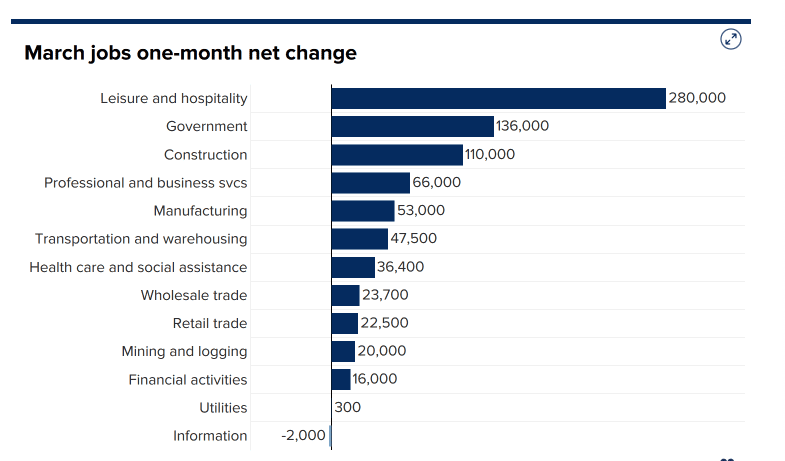 March jobs one-month net change
Leisure and hospitality 280,000
Government 136,000
Construction 110,000
Professional and business svcs 66,000
Manufacturing 53,000
Transportation and warehousing 47,500
Health care and social assistance 36,400
Wholesale trade 23,700
Retail trade 22,500
Mining and logging 20,000
Financial activities 16,000
Utilities 300
Information -2,000